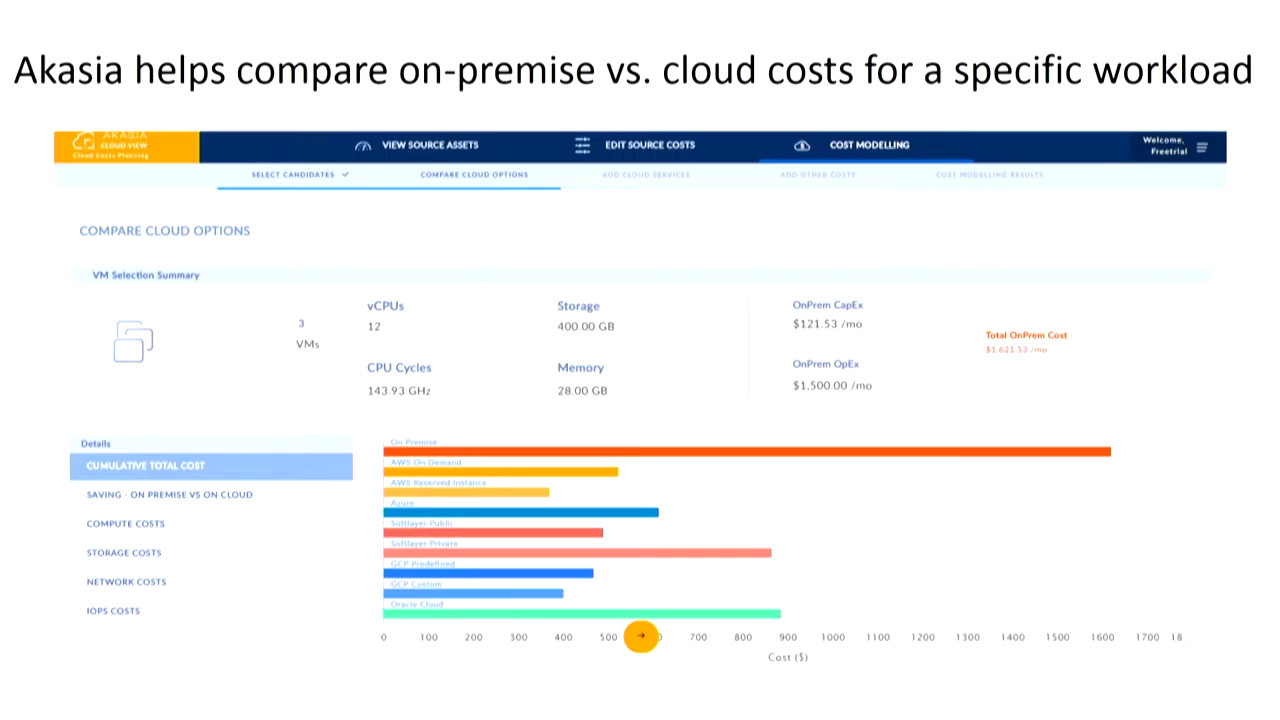 Akasia helps compare on-premise vs. cloud costs for a specific workload
AKASIA
CLOUD VIEW
Cloud Costs Planning
VIEW SOURCE ASSETS
EDIT SOURCE COSTS
COST MODELLING
Welcome,
Freetrial
SELECT CANDIDATES
COMPARE CLOUD OPTIONS
ADD CLOUD SERVICES
ADD OTHER COSTS
COST MODELLING RESULTS
COMPARE CLOUD OPTIONS
VM Selection Summary
3
VMs
vCPUs
12
CPU Cycles
143.93 GHz
Storage
400.00 GB
Memory
28.00 GB
OnPrem CapEx
$121.53 /mo
OnPrem OpEx
$1,500.00 /mo
Total OnPrem Cost
$1,621.53 /mo
Details
CUMULATIVE TOTAL COST
SAVING - ON PREMISE VS ON CLOUD
COMPUTE COSTS
STORAGE COSTS
NETWORK COSTS
IOPS COSTS
On Premise
AWS On Demand
AWS Reserved Instance
Azure
Softlayer Public
Softlayer Private
GCP Predefined
GCP Custom
Oracle Cloud
0 100 200 300 400 500 700 800 900 1000 1100 1200 1300 1400 1500 1600 1700 18
Cost ($)